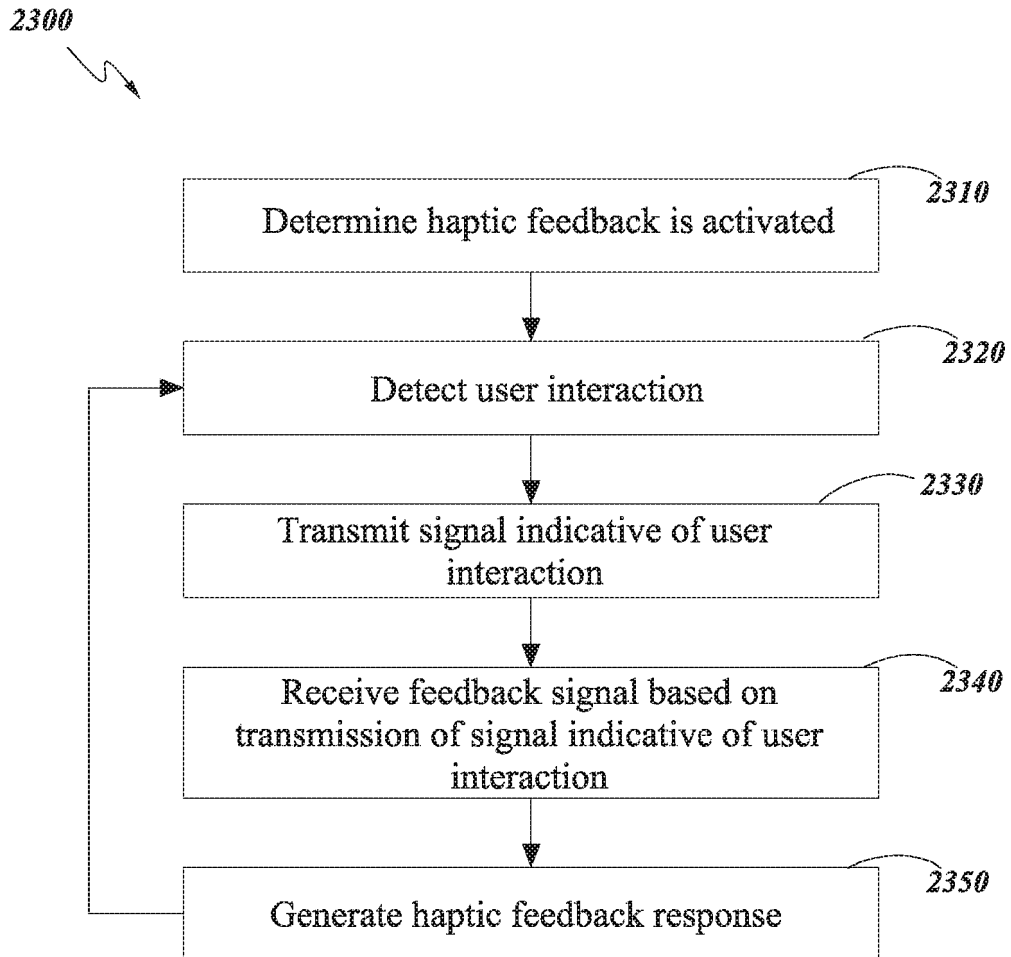 2300
2310
Determine haptic feedback is activated
2320
Detect user interaction
2330
Transmit signal indicative of user
interaction
2340
Receive feedback signal based on
transmission of signal indicative of user
interaction
2350
Generate haptic feedback response